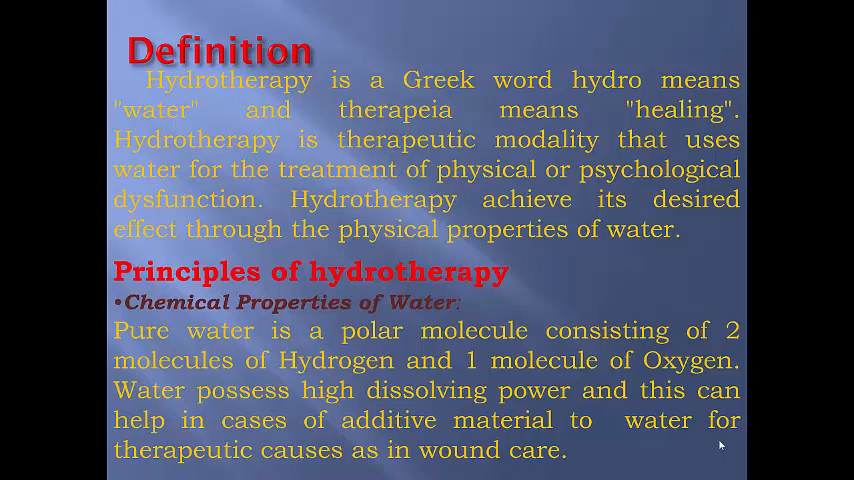 Definition
Hydrotherapy is a Greek word hydro means
"water" and therapeia means "healing".
Hydrotherapy is therapeutic modality that uses
water for the treatment of physical or psychological
dysfunction. Hydrotherapy achieve its desired
effect through the physical properties of water.
Principles of hydrotherapy
•Chemical Properties of Water:
Pure water is a polar molecule consisting of 2
molecules of Hydrogen and 1 molecule of Oxygen.
Water possess high dissolving power and this can
help in cases of additive material to water for
therapeutic causes as in wound care.